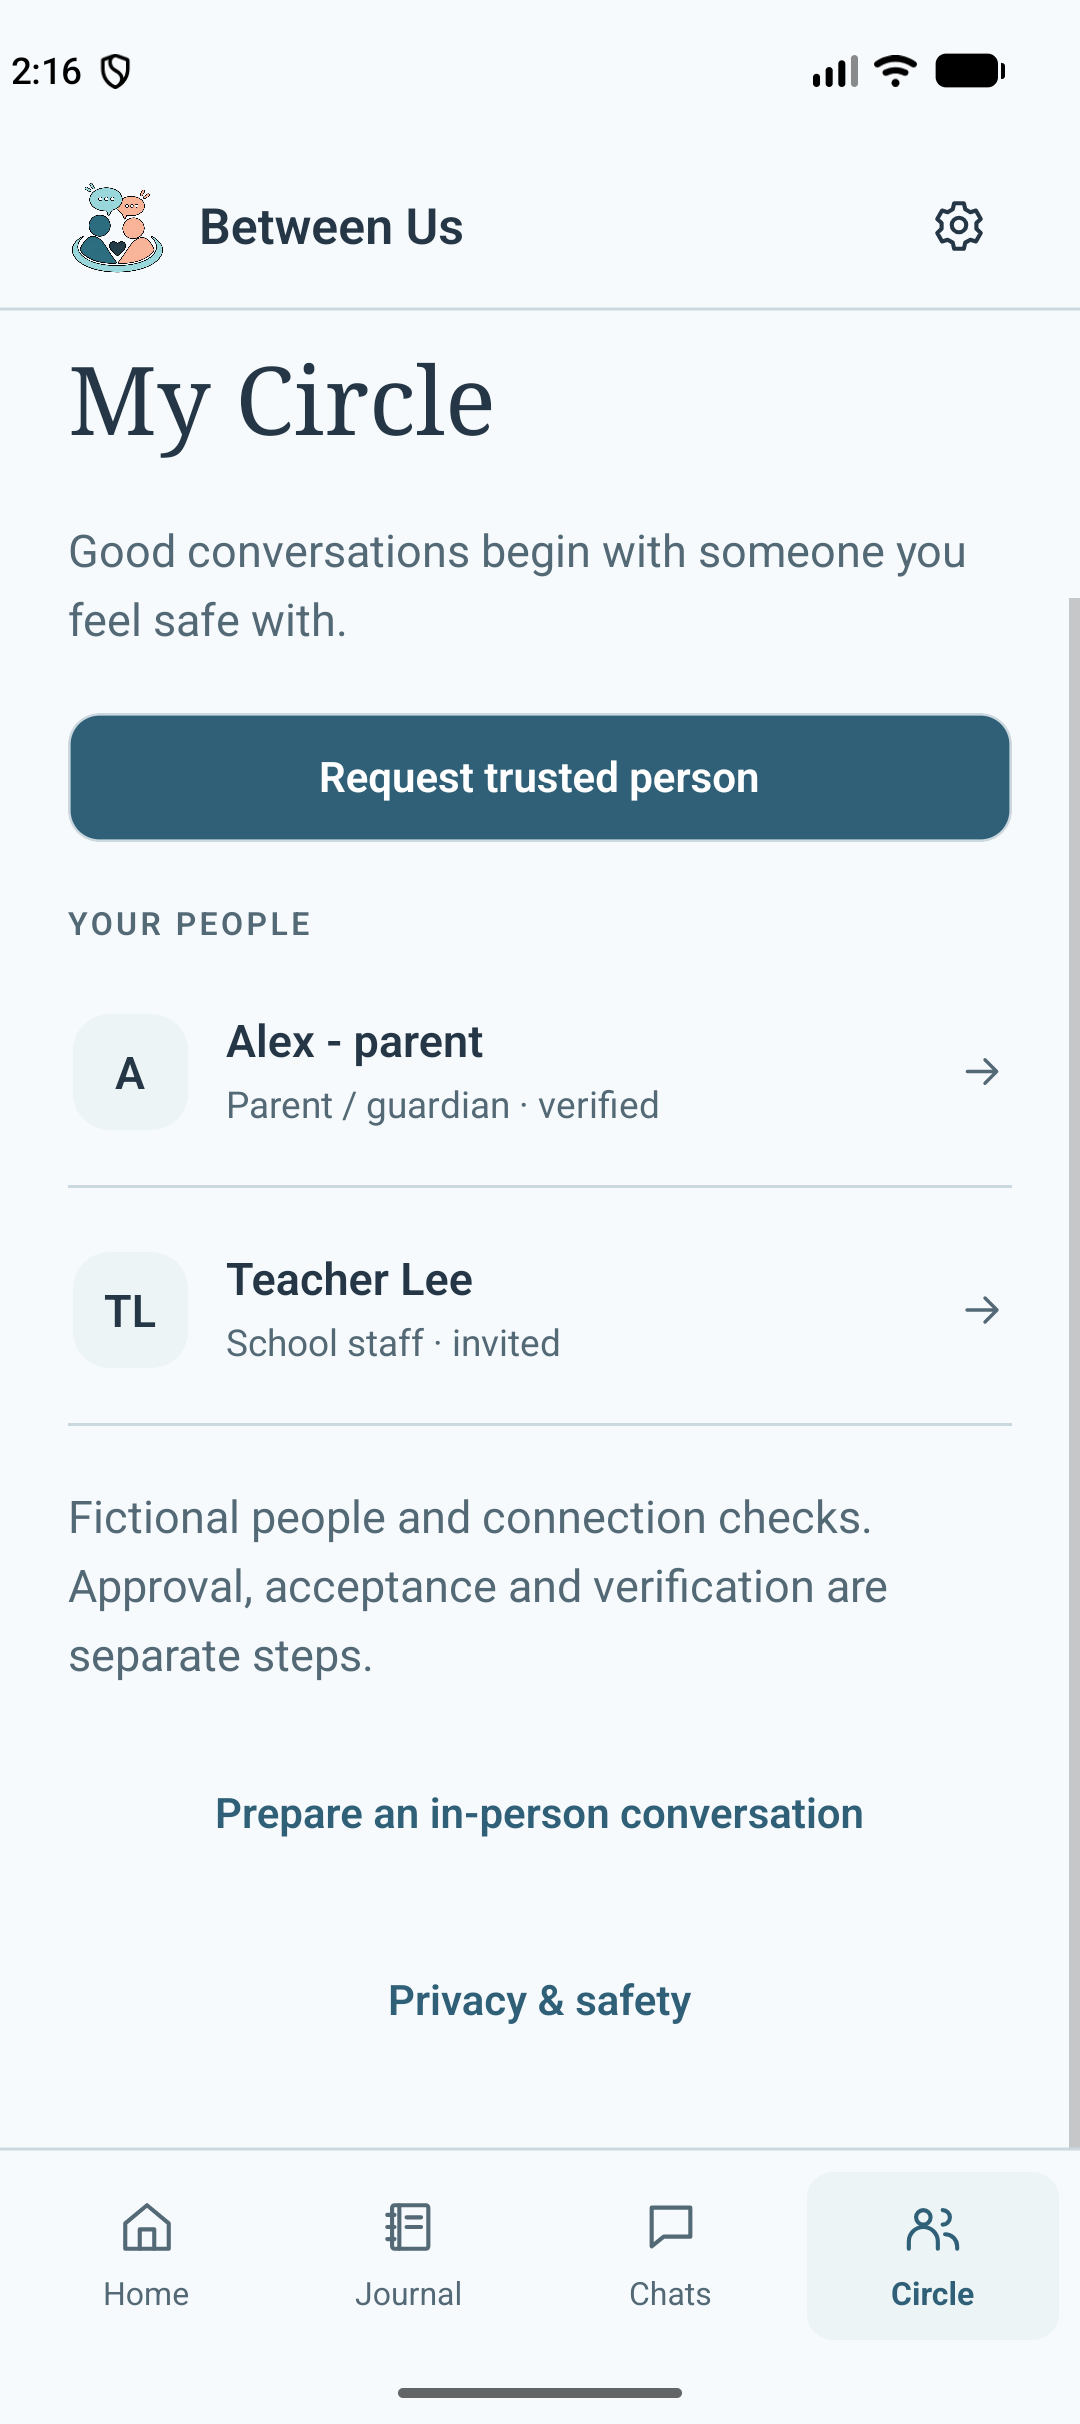 2:16
Between Us
My Circle
Good conversations begin with someone you
feel safe with.
Request trusted person
YOUR PEOPLE
A
Alex - parent
Parent / guardian · verified
TL
Teacher Lee
School staff · invited
Fictional people and connection checks.
Approval, acceptance and verification are
separate steps.
Prepare an in-person conversation
Privacy & safety
Home
Journal
Chats
Circle